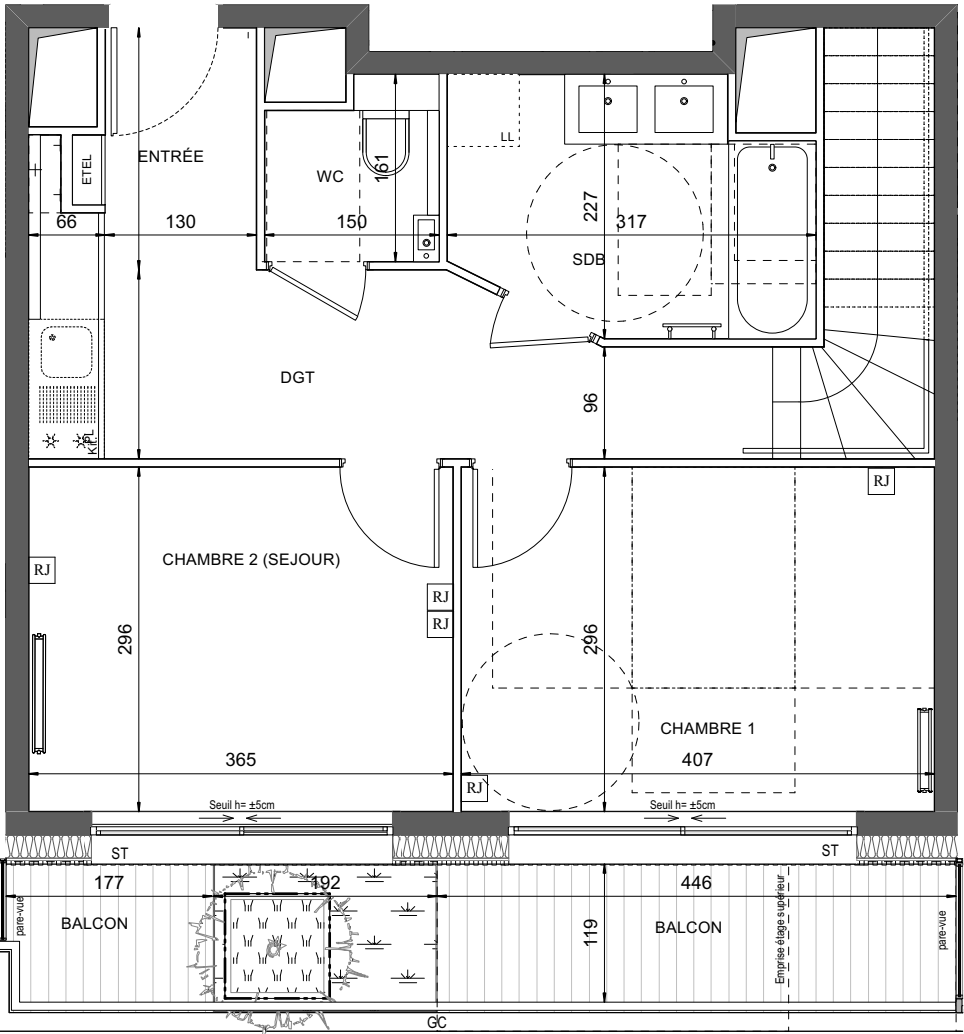 ETEL
ENTRÉE
WC
161
LL
227
66
130
150
317
SDB
DGT
96
Kit.
PL
RJ
CHAMBRE 2 (SEJOUR)
RJ
RJ
RJ
296
296
CHAMBRE 1
365
407
RJ
Seuil h= ±5cm
Seuil h= ±5cm
ST
ST
177
192
446
pare-vue
BALCON
119
BALCON
Emprise étage supérieur
pare-vue
GC